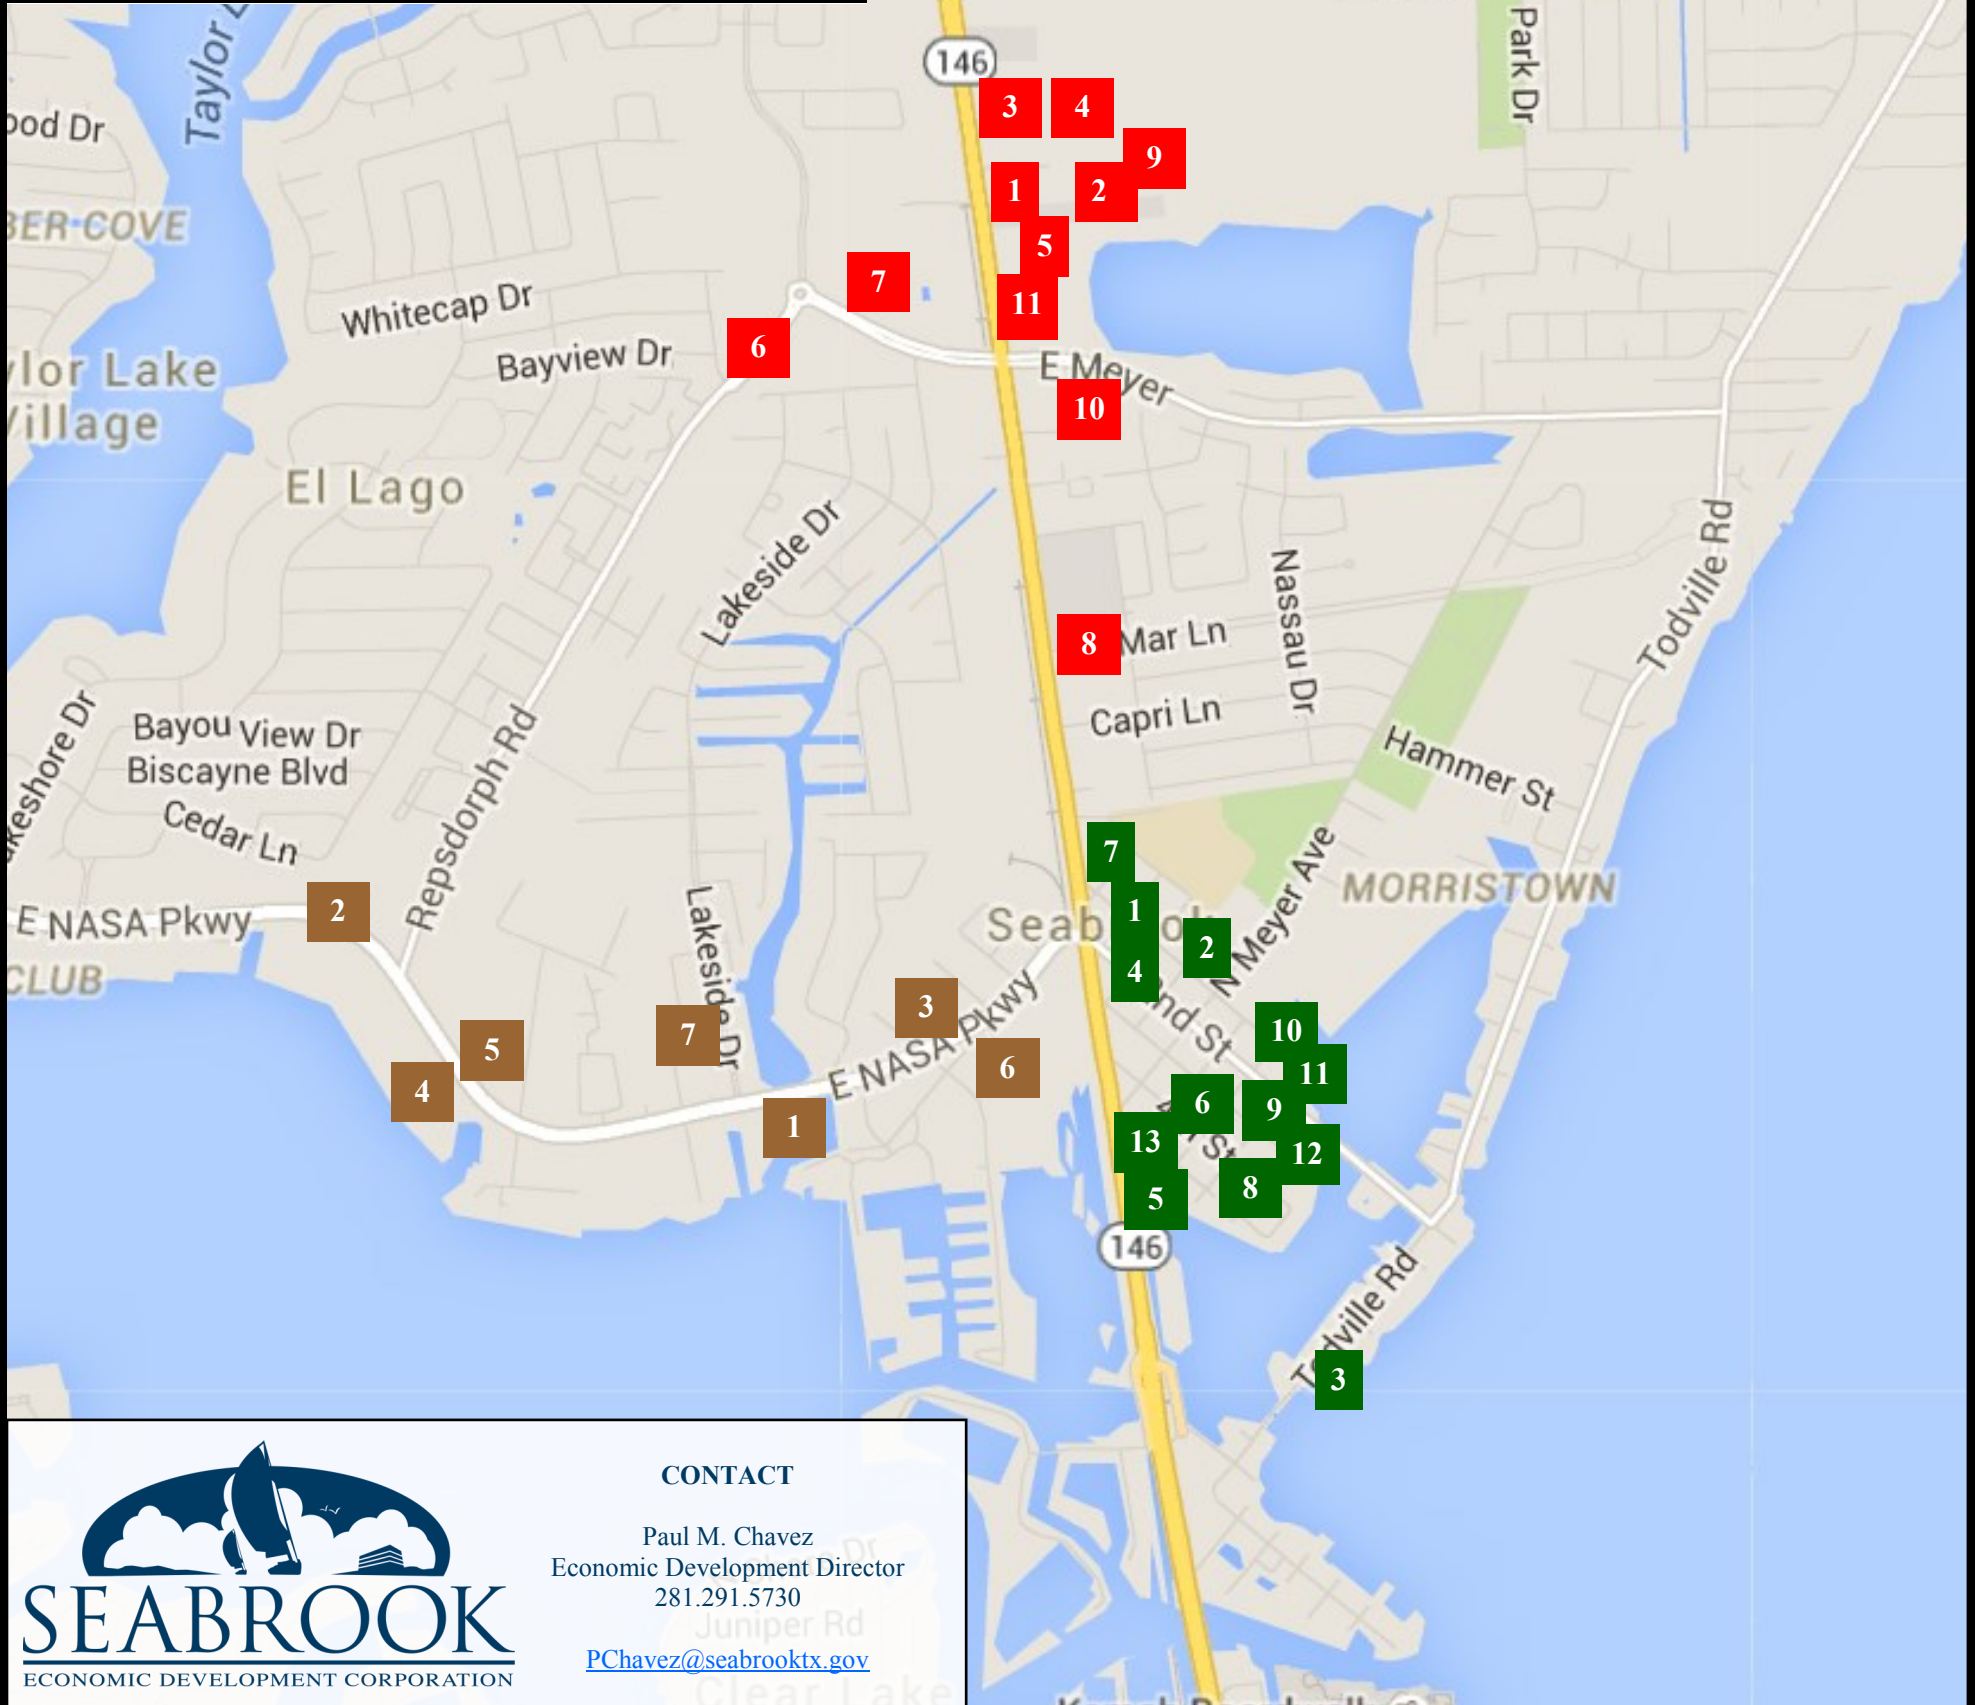 Taylor
146
Park Dr
3
4
9
1
2
5
7
11
Whitecap Dr
Bayview Dr
6
E Meyer
10
Village
El Lago
Lakeside Dr
Nassau Dr
Todville Rd
8
Mar Ln
Capri Ln
Bayou View Dr
Biscayne Blvd
Cedar Ln
Repsdorph Rd
Hammer St
7
N Meyer Ave
MORRISTOWN
2
E NASA Pkwy
1
2
4
CLUB
Lakeside Dr
3
E NASA Pkwy
10
5
7
6
11
4
6
9
1
13
12
8
5
146
Todville Rd
3
CONTACT
Paul M. Chavez
Economic Development Director
281.291.5730
Juniper Rd
PChavez@seabrooktx.gov
Clear Lake
SEABROOK
ECONOMIC DEVELOPMENT CORPORATION